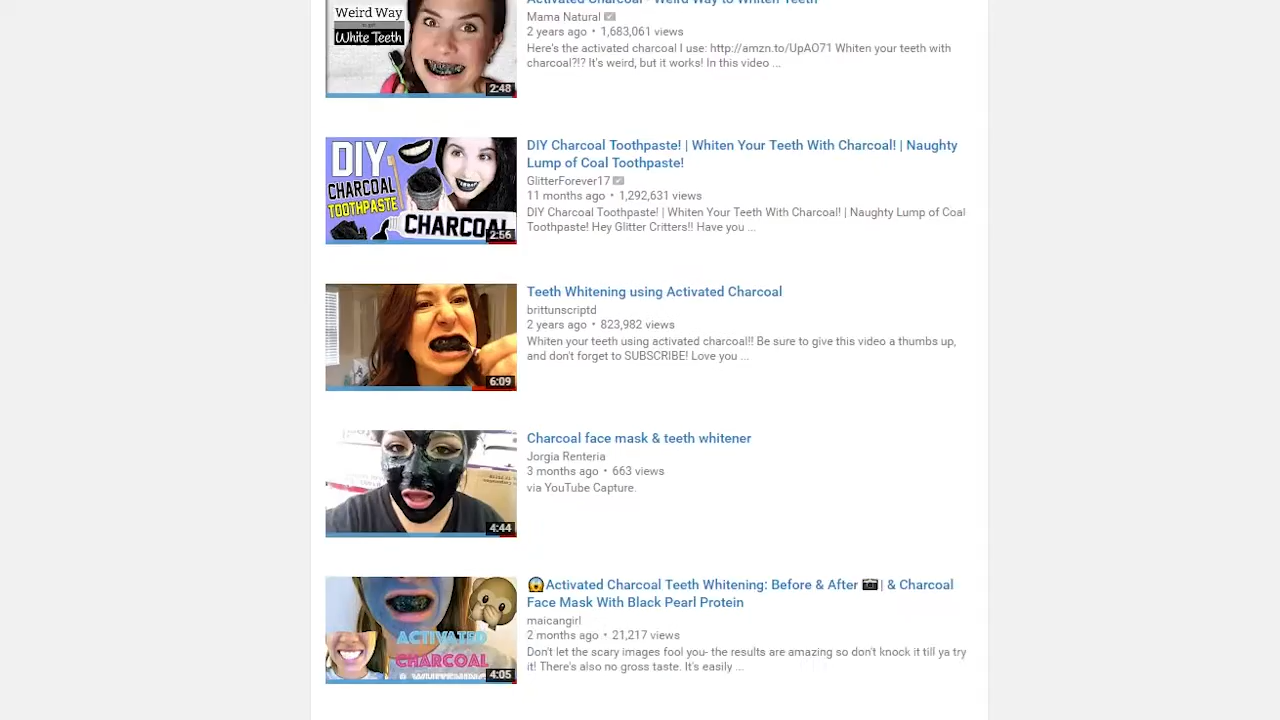 Activated Charcoal - Weird Way to Whiten Teeth
Weird Way
White Teeth
2:48
Mama Natural
2 years ago • 1,683,061 views
Here's the activated charcoal I use: http://amzn.to/UpAO71 Whiten your teeth with
charcoal?!? It's weird, but it works! In this video ...
DIY
CHARCOAL
TOOTHPASTE
CHARCOAL
2:56
DIY Charcoal Toothpaste! | Whiten Your Teeth With Charcoal! | Naughty
Lump of Coal Toothpaste!
GlitterForever17
11 months ago • 1,292,631 views
DIY Charcoal Toothpaste! | Whiten Your Teeth With Charcoal! | Naughty Lump of Coal
Toothpaste! Hey Glitter Critters!! Have you ...
6:09
Teeth Whitening using Activated Charcoal
brittunscriptd
2 years ago • 823,982 views
Whiten your teeth using activated charcoal!! Be sure to give this video a thumbs up,
and don't forget to SUBSCRIBE! Love you ...
4:44
Charcoal face mask & teeth whitener
Jorgia Renteria
3 months ago • 663 views
via YouTube Capture.
ACTIVATED
CHARCOAL
& WHITENING
4:05
😱Activated Charcoal Teeth Whitening: Before & After 📸| & Charcoal
Face Mask With Black Pearl Protein
maicangirl
2 months ago • 21,217 views
Don't let the scary images fool you- the results are amazing so don't knock it till ya try
it! There's also no gross taste. It's easily ...